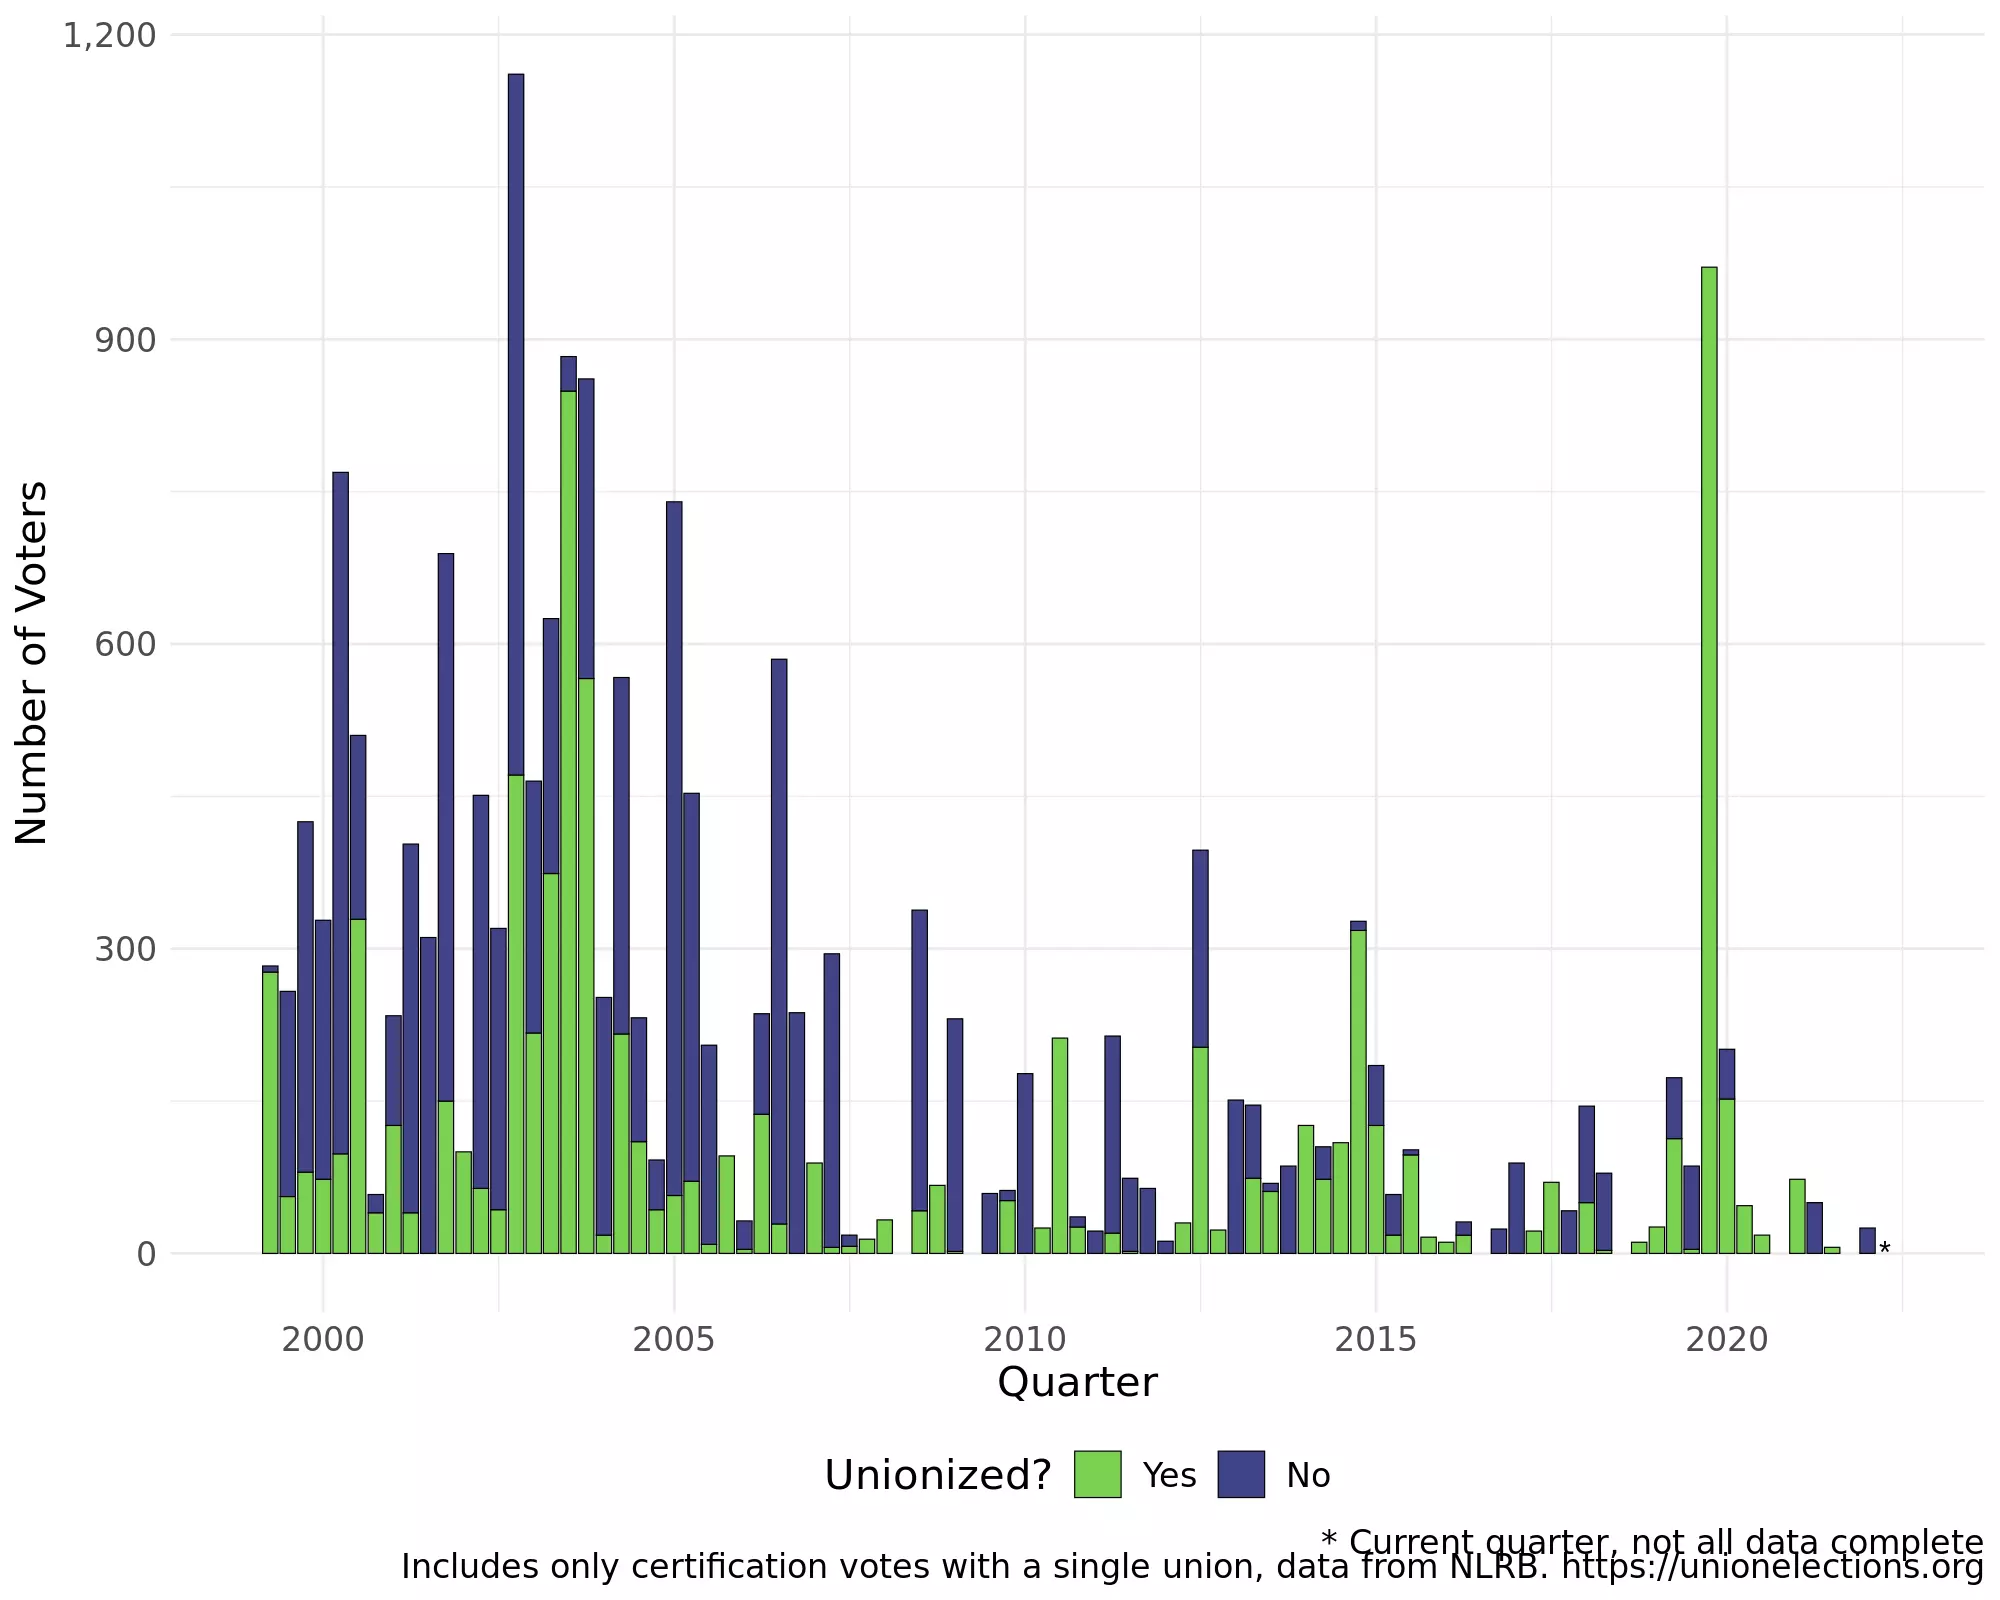 1,200
900
600
300
0
Number of Voters
*
2000 2005 2010 2015 2020
Quarter
Unionized? Yes No
* Current quarter, not all data complete
Includes only certification votes with a single union, data from NLRB. https://unionelections.org